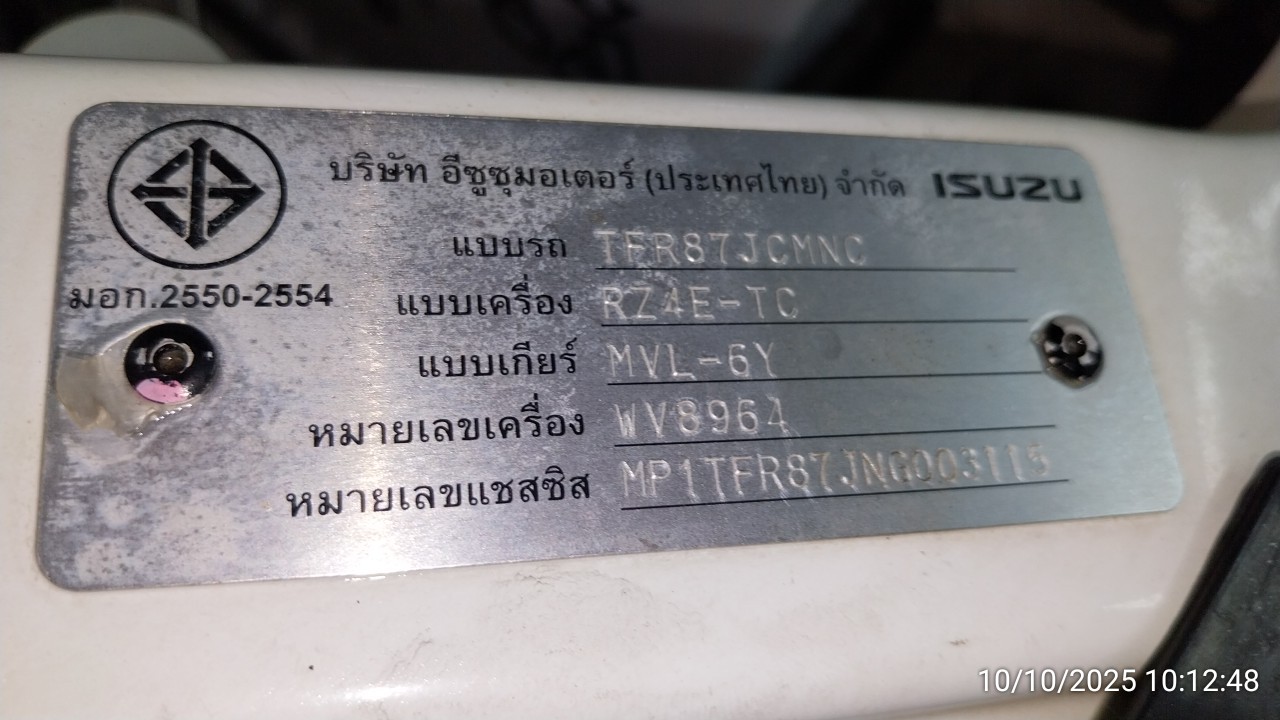 บริษัท อีซูซุมอเตอร์ (ประเทศไทย) จำกัด ISUZU
แบบรถ TFR87JCMNC
มอก.2550-2554
แบบเครื่อง RZ4E-TC
แบบเกียร์ MVL-6Y
หมายเลขเครื่อง WV8964
หมายเลขแชสซิส MP1TFR87JNG003115
10/10/2025 10:12:48